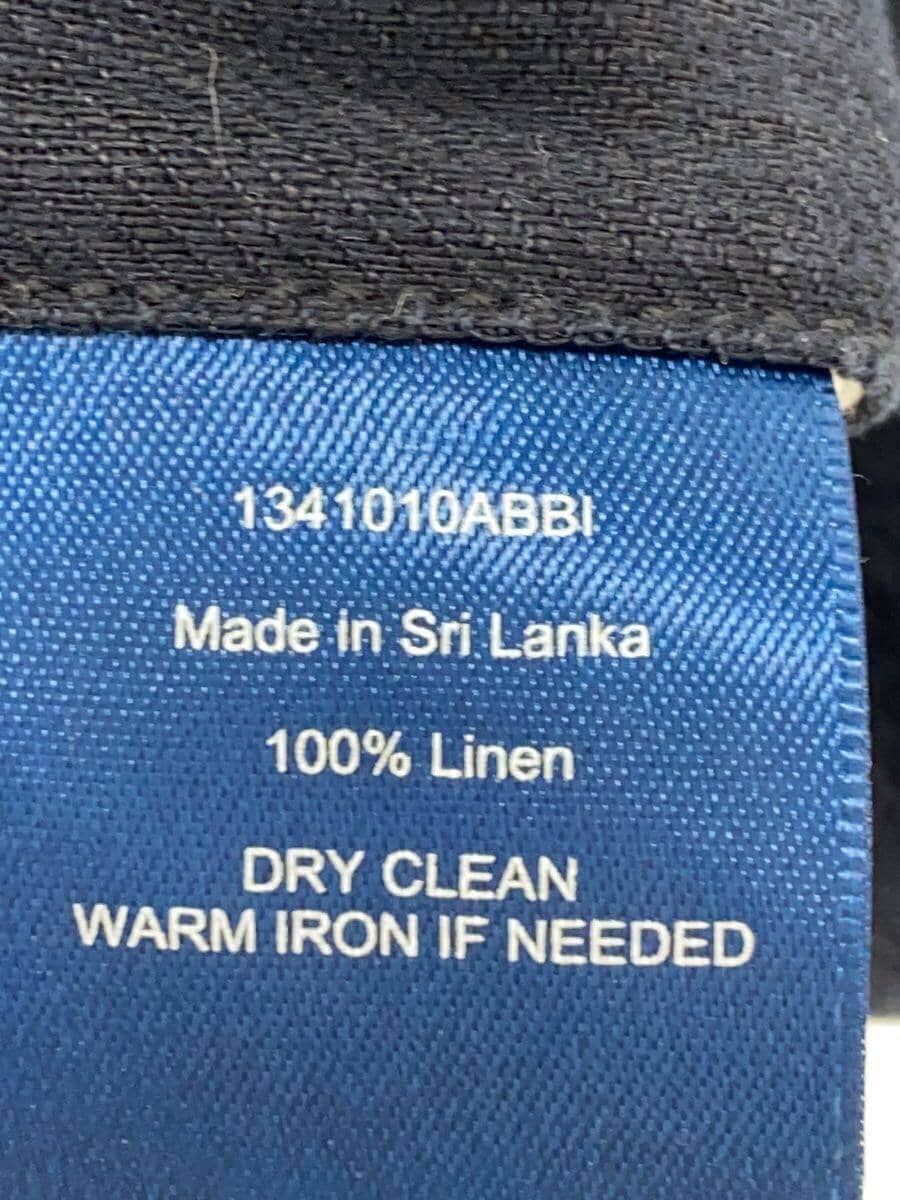 1341010ABBI
Made in Sri Lanka
100% Linen
DRY CLEAN
WARM IRON IF NEEDED